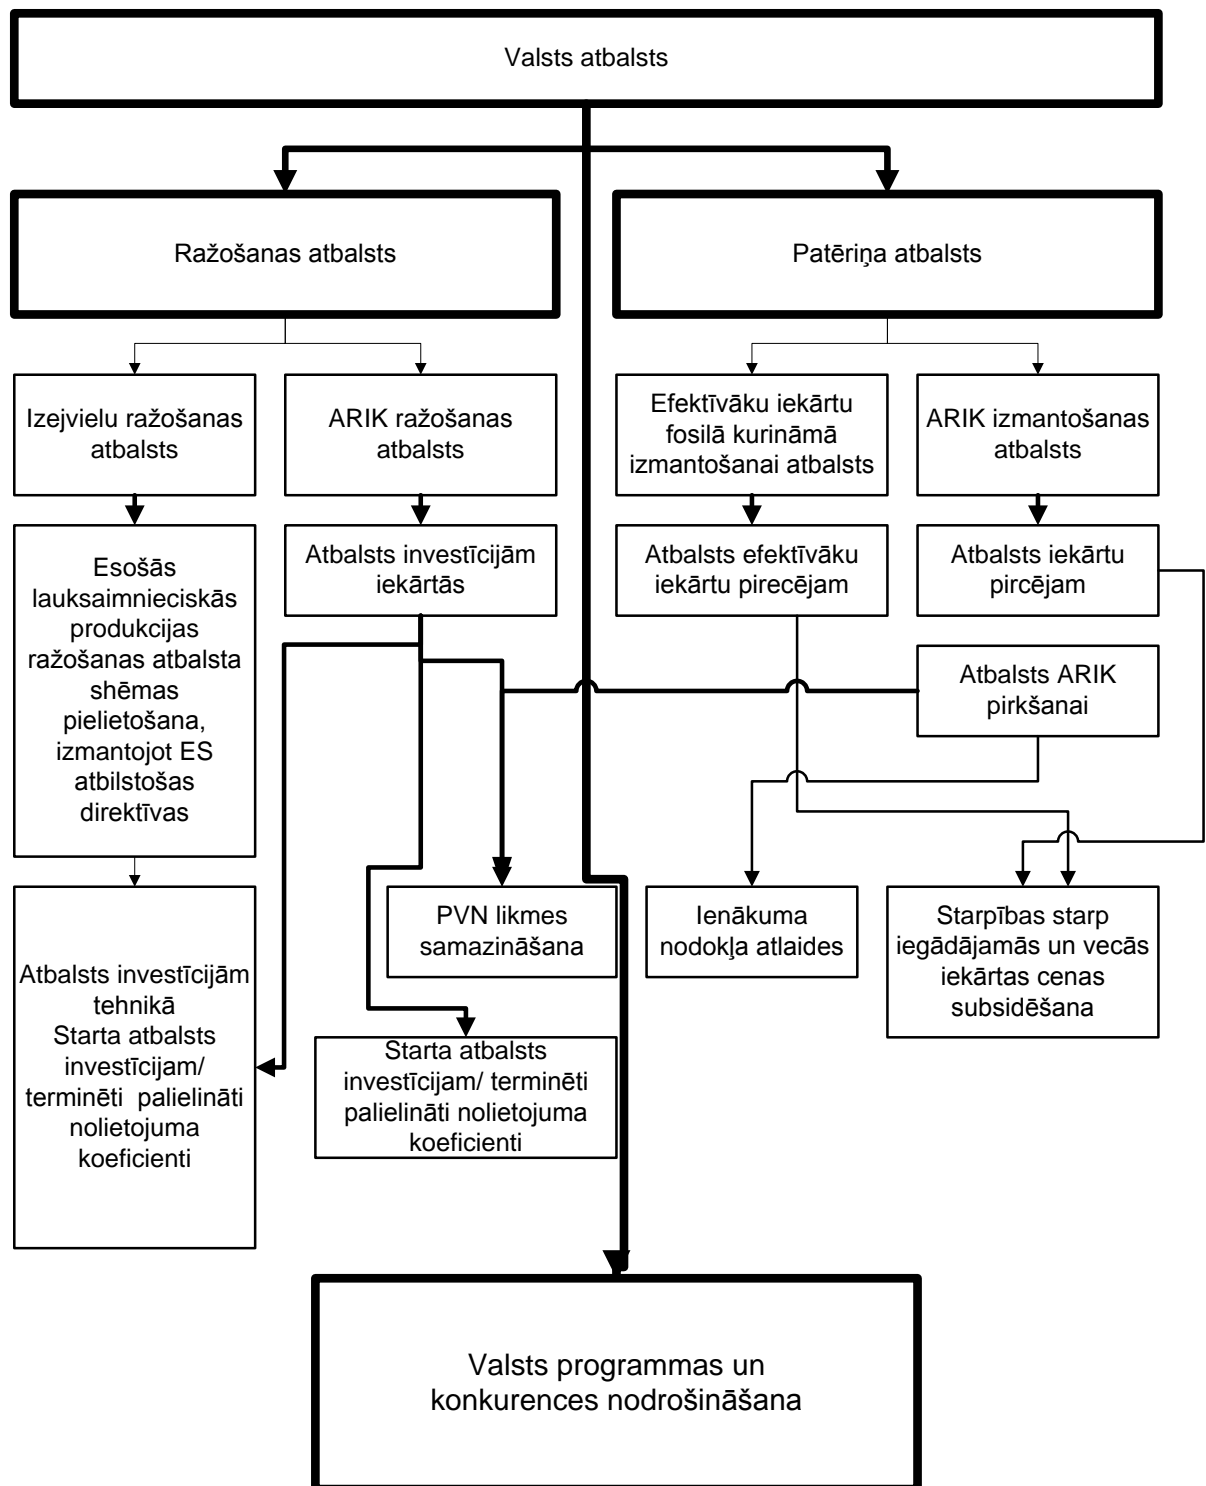 Valsts atbalsts
Ražošanas atbalsts
Patēriņa atbalsts
Izejvielu ražošanas
atbalsts
ARIK ražošanas
atbalsts
Efektīvāku iekārtu
fosilā kurināmā
izmantošanai atbalsts
ARIK izmantošanas
atbalsts
Esošās
lauksaimnieciskās
produkcijas
ražošanas atbalsta
shēmas
pielietošana,
izmantojot ES
atbilstošas
direktīvas
Atbalsts investīcijām
iekārtās
Atbalsts efektīvāku
iekārtu pirecējam
Atbalsts iekārtu
pircējam
Atbalsts ARIK
pirkšanai
Atbalsts investīcijām
tehnikā
Starta atbalsts
investīcijam/
terminēti  palielināti
nolietojuma
koeficienti
PVN likmes
samazināšana
Ienākuma
nodokļa atlaides
Starpības starp
iegādājamās un vecās
iekārtas cenas
subsidēšana
Starta atbalsts
investīcijam/ terminēti
palielināti nolietojuma
koeficienti
Valsts programmas un
konkurences nodrošināšana